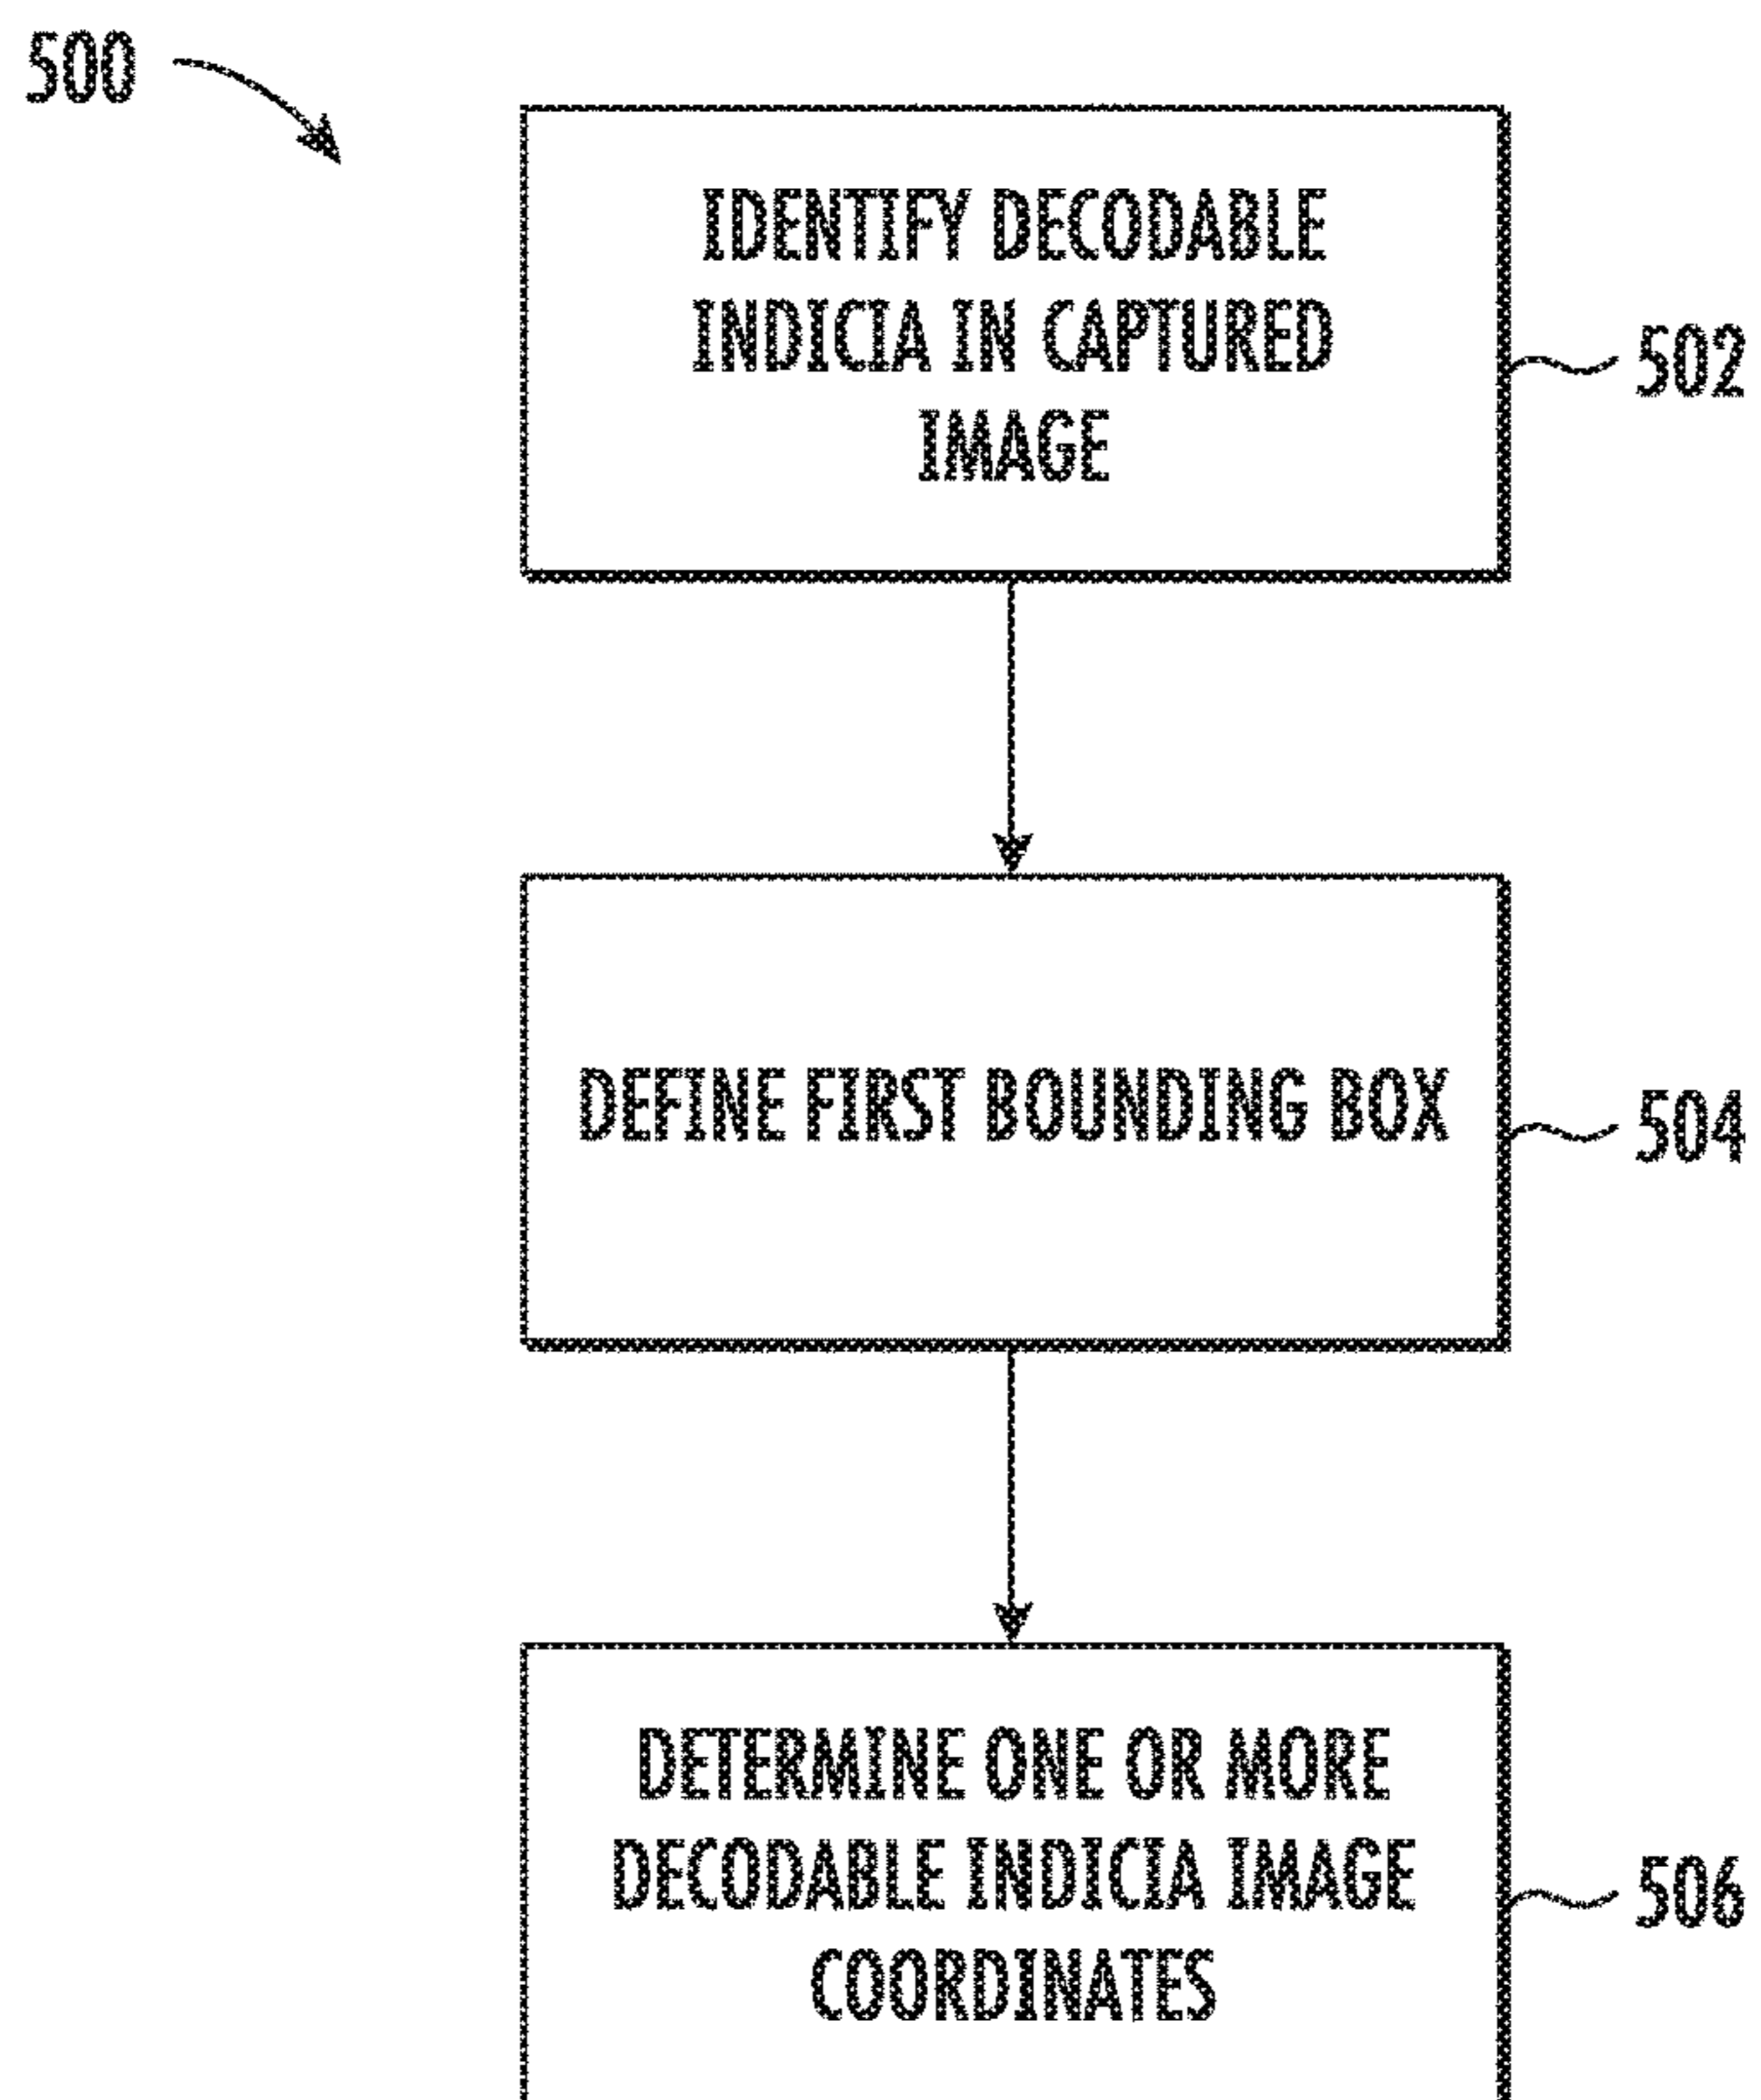 500
IDENTIFY DECODABLE
INDICIA IN CAPTURED
IMAGE
502
DEFINE FIRST BOUNDING BOX
504
DETERMINE ONE OR MORE
DECODABLE INDICIA IMAGE
COORDINATES
506